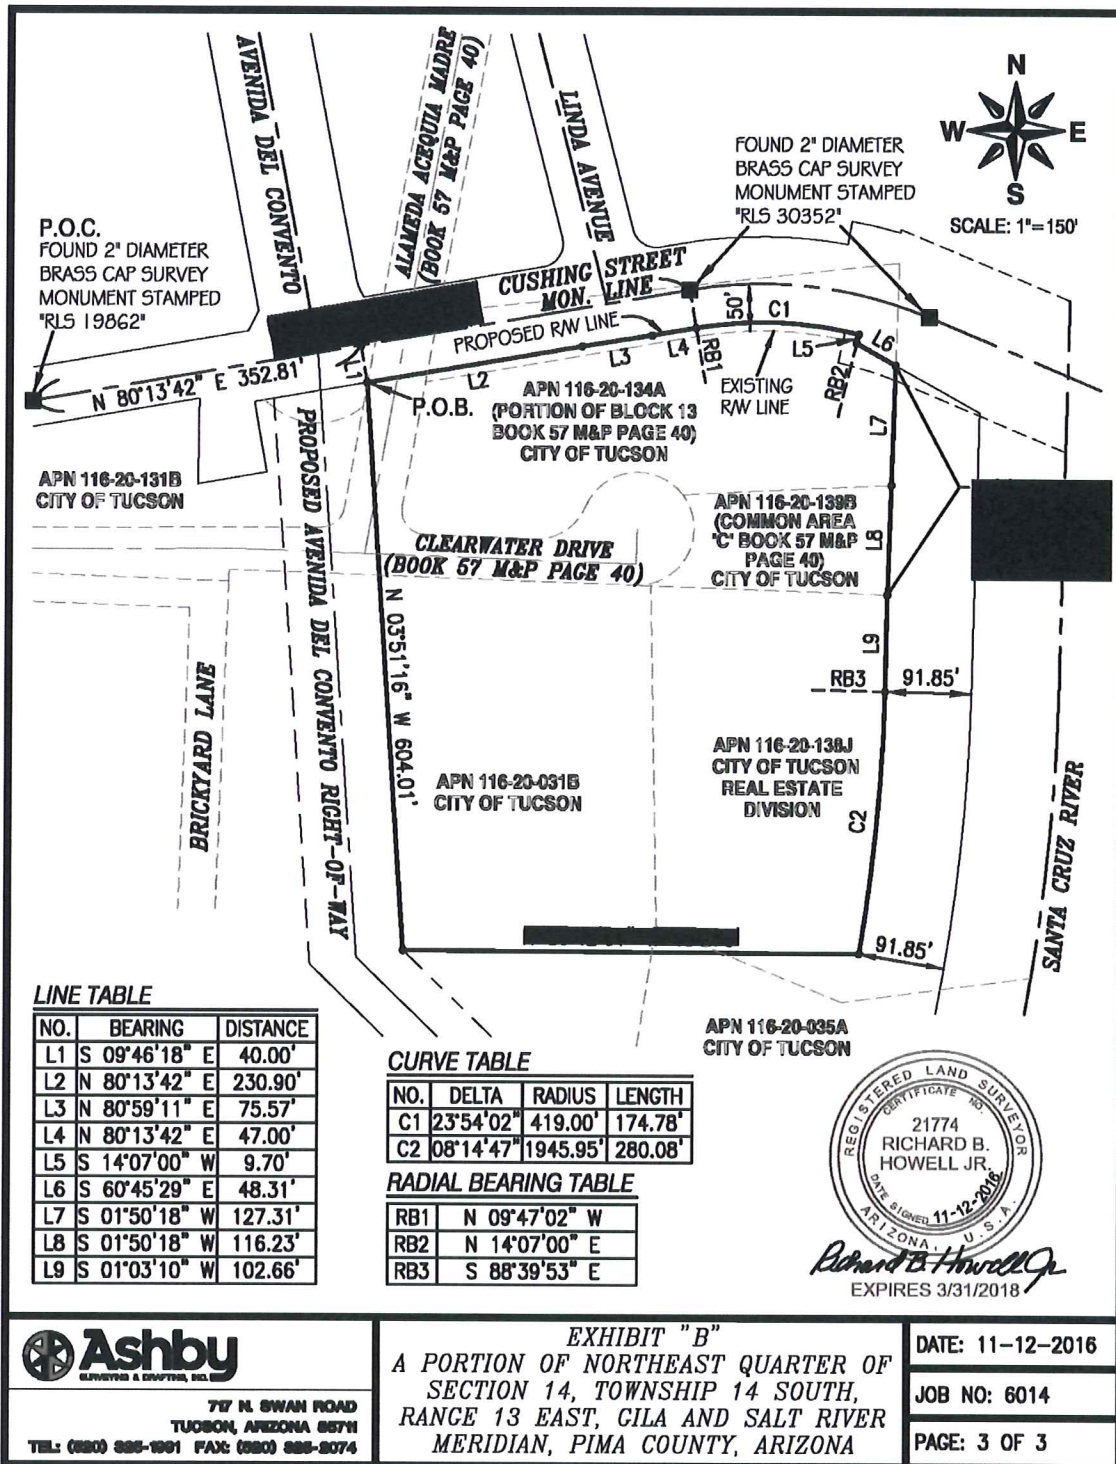 AVENIDA DEL CONVENTO
ALAMEDA ACEQUIA MADRE
(BOOK 57 M&P PAGE 40)
LINDA AVENUE
N
W E
S
SCALE: 1"=150'
FOUND 2" DIAMETER
BRASS CAP SURVEY
MONUMENT STAMPED
"RLS 30352"
P.O.C.
FOUND 2" DIAMETER
BRASS CAP SURVEY
MONUMENT STAMPED
"RLS 19862"
CUSHING STREET
MON. LINE
PROPOSED R/W LINE
50'
C1
L1
L2
L3
L4
RB1
L5
RB2
L6
EXISTING
R/W LINE
N 80°13'42" E 352.81'
P.O.B.
APN 116-20-134A
(PORTION OF BLOCK 13
BOOK 57 M&P PAGE 40)
CITY OF TUCSON
L7
APN 116-20-131B
CITY OF TUCSON
APN 116-20-139B
(COMMON AREA
"C" BOOK 57 M&P
PAGE 40)
CITY OF TUCSON
L8
CLEARWATER DRIVE
(BOOK 57 M&P PAGE 40)
PROPOSED AVENIDA DEL CONVENTO RIGHT-OF-WAY
N 03°51'16" W 604.01'
BRICKYARD LANE
L9
RB3
91.85'
APN 116-20-031B
CITY OF TUCSON
APN 116-20-138J
CITY OF TUCSON
REAL ESTATE
DIVISION
C2
SANTA CRUZ RIVER
91.85'
APN 116-20-035A
CITY OF TUCSON
LINE TABLE
NO. BEARING DISTANCE
L1 S 09°46'18" E 40.00'
L2 N 80°13'42" E 230.90'
L3 N 80°59'11" E 75.57'
L4 N 80°13'42" E 47.00'
L5 S 14°07'00" W 9.70'
L6 S 60°45'29" E 48.31'
L7 S 01°50'18" W 127.31'
L8 S 01°50'18" W 116.23'
L9 S 01°03'10" W 102.66'
CURVE TABLE
NO. DELTA RADIUS LENGTH
C1 23°54'02" 419.00' 174.78'
C2 08°14'47" 1945.95' 280.08'
RADIAL BEARING TABLE
RB1 N 09°47'02" W
RB2 N 14°07'00" E
RB3 S 88°39'53" E
REGISTERED LAND SURVEYOR
CERTIFICATE NO.
21774
RICHARD B.
HOWELL JR.
DATE SIGNED 11-12-2016
ARIZONA, U.S.A.
Richard B. Howell Jr
EXPIRES 3/31/2018
Ashby
SURVEYING & DRAFTING, INC.
717 N. SWAN ROAD
TUCSON, ARIZONA 85711
TEL: (520) 325-1991 FAX: (520) 325-2074
EXHIBIT "B"
A PORTION OF NORTHEAST QUARTER OF
SECTION 14, TOWNSHIP 14 SOUTH,
RANGE 13 EAST, GILA AND SALT RIVER
MERIDIAN, PIMA COUNTY, ARIZONA
DATE: 11-12-2016
JOB NO: 6014
PAGE: 3 OF 3